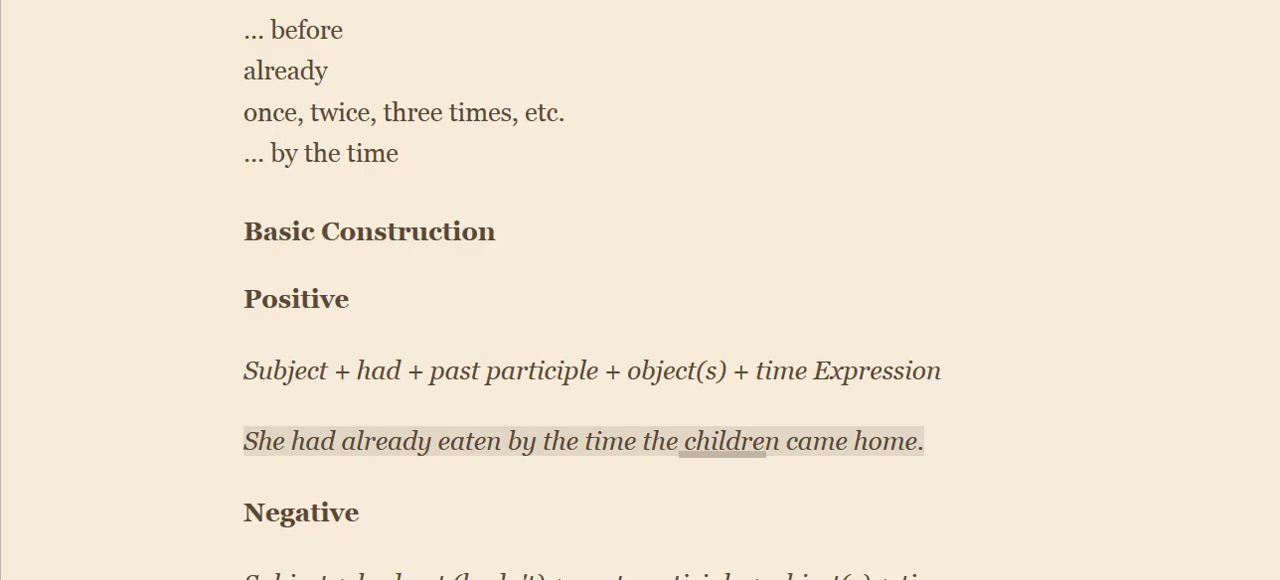 ... before
already
once, twice, three times, etc.
... by the time
Basic Construction
Positive
Subject + had + past participle + object(s) + time Expression
She had already eaten by the time the children came home.
Negative